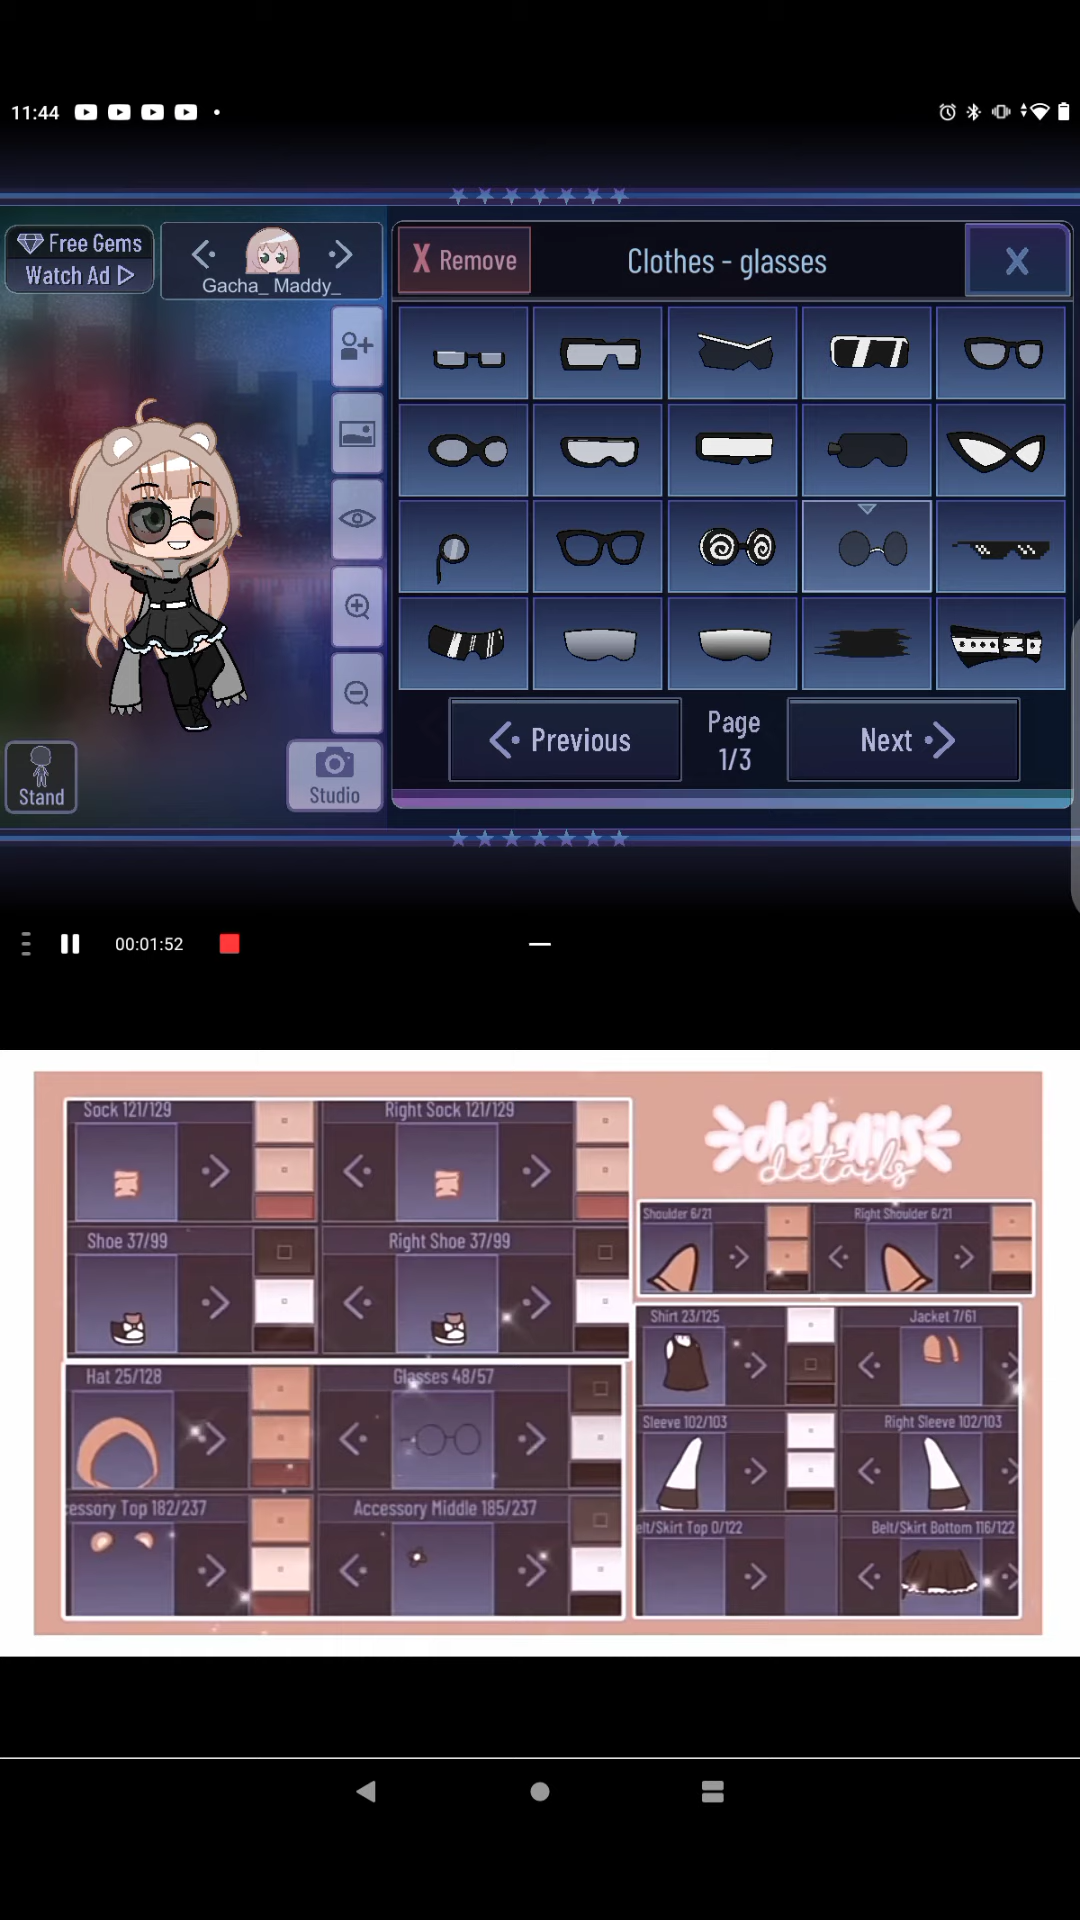 11:44
Free Gems
Watch Ad
Gacha_ Maddy_
X Remove
Clothes - glasses
X
Stand
Studio
Previous
Page
1/3
Next
00:01:52
Sock 121/129
Right Sock 121/129
Shoe 37/99
Right Shoe 37/99
Hat 25/128
Glasses 48/57
essory Top 182/237
Accessory Middle 185/237
details
details
Shoulder 6/21
Right Shoulder 6/21
Shirt 23/125
Jacket 7/61
Sleeve 102/103
Right Sleeve 102/103
elt/Skirt Top 0/122
Belt/Skirt Bottom 116/122